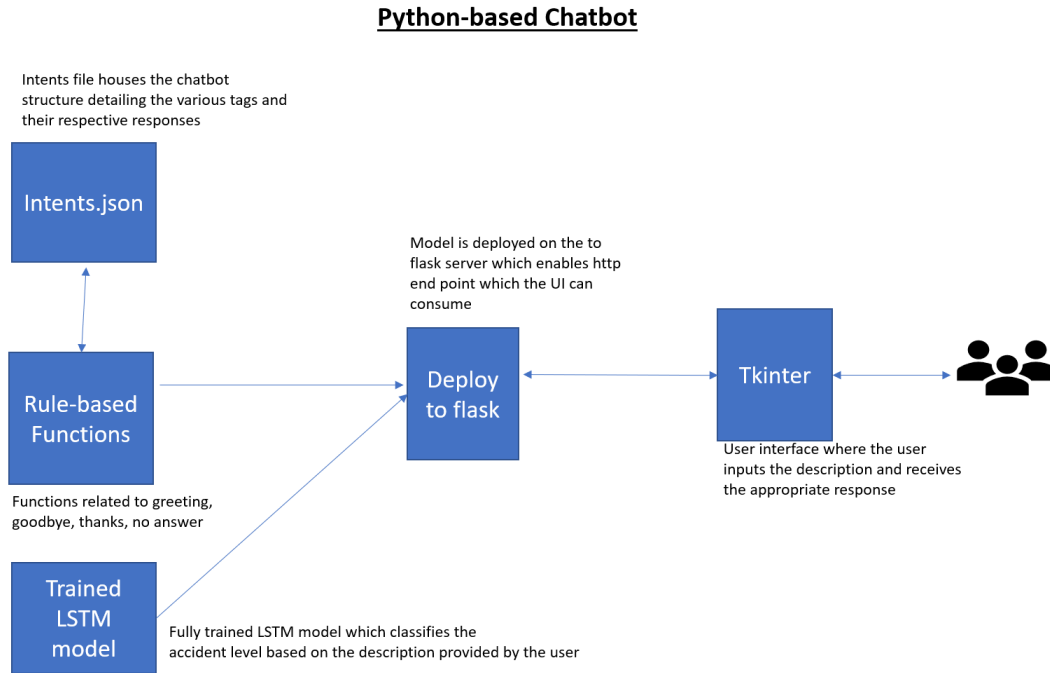 Python-based Chatbot
Intents file houses the chatbot
structure detailing the various tags and
their respective responses
Intents.json
Model is deployed on the to
flask server which enables http
end point which the UI can
consume
Rule-based
Functions
Deploy
to flask
Tkinter
Functions related to greeting,
goodbye, thanks, no answer
User interface where the user
inputs the description and receives
the appropriate response
Trained
LSTM
model
Fully trained LSTM model which classifies the
accident level based on the description provided by the user